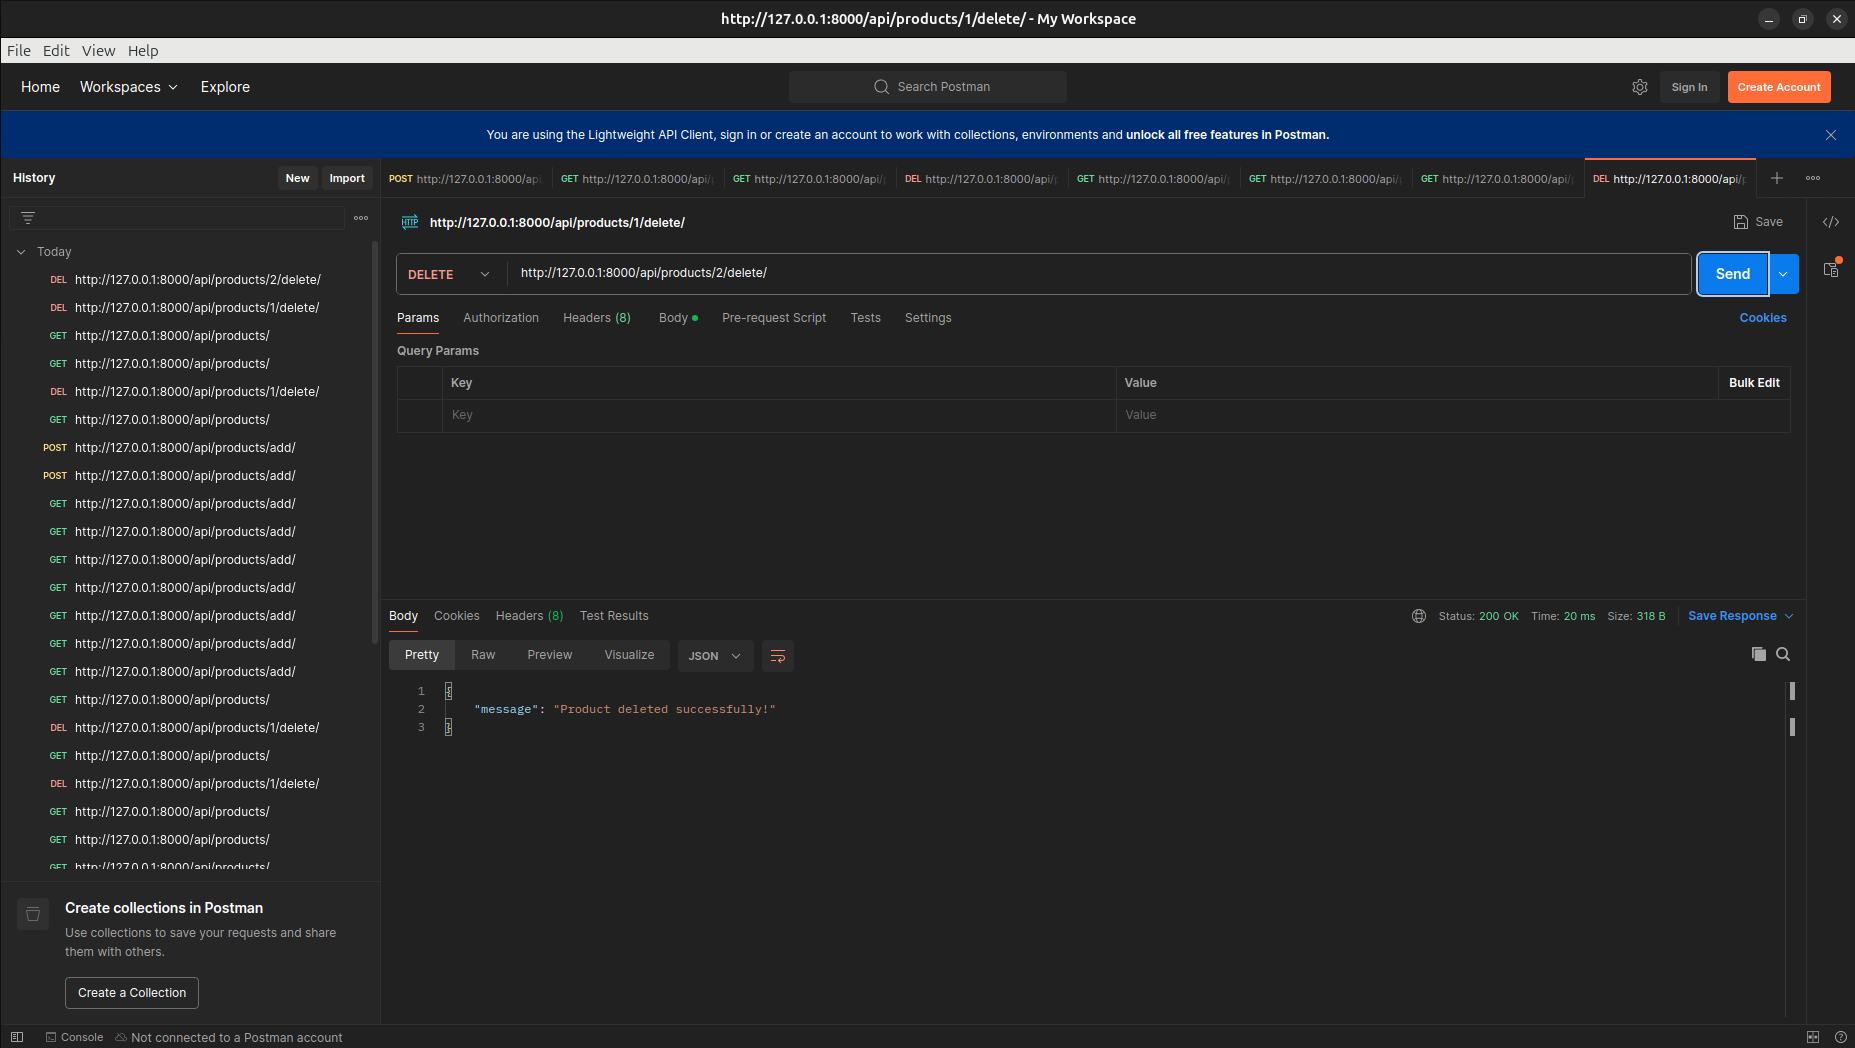 http://127.0.0.1:8000/api/products/1/delete/ - My Workspace
File Edit View Help
Home Workspaces Explore Search Postman Sign In Create Account
You are using the Lightweight API Client, sign in or create an account to work with collections, environments and unlock all free features in Postman.
History New Import
POST http://127.0.0.1:8000/api GET http://127.0.0.1:8000/api/ GET http://127.0.0.1:8000/api/ DEL http://127.0.0.1:8000/api/ GET http://127.0.0.1:8000/api/ GET http://127.0.0.1:8000/api/ GET http://127.0.0.1:8000/api/ DEL http://127.0.0.1:8000/api/
http://127.0.0.1:8000/api/products/1/delete/ Save
Today
DEL http://127.0.0.1:8000/api/products/2/delete/
DEL http://127.0.0.1:8000/api/products/1/delete/
GET http://127.0.0.1:8000/api/products/
GET http://127.0.0.1:8000/api/products/
DEL http://127.0.0.1:8000/api/products/1/delete/
GET http://127.0.0.1:8000/api/products/
POST http://127.0.0.1:8000/api/products/add/
POST http://127.0.0.1:8000/api/products/add/
GET http://127.0.0.1:8000/api/products/add/
GET http://127.0.0.1:8000/api/products/add/
GET http://127.0.0.1:8000/api/products/add/
GET http://127.0.0.1:8000/api/products/add/
GET http://127.0.0.1:8000/api/products/add/
GET http://127.0.0.1:8000/api/products/add/
GET http://127.0.0.1:8000/api/products/add/
GET http://127.0.0.1:8000/api/products/
DEL http://127.0.0.1:8000/api/products/1/delete/
GET http://127.0.0.1:8000/api/products/
DEL http://127.0.0.1:8000/api/products/1/delete/
GET http://127.0.0.1:8000/api/products/
GET http://127.0.0.1:8000/api/products/
GET http://127.0.0.1:8000/api/products/
Create collections in Postman
Use collections to save your requests and share
them with others.
Create a Collection
DELETE http://127.0.0.1:8000/api/products/2/delete/ Send
Params Authorization Headers (8) Body Pre-request Script Tests Settings Cookies
Query Params
Key Value Bulk Edit
Key Value
Body Cookies Headers (8) Test Results Status: 200 OK Time: 20 ms Size: 318 B Save Response
Pretty Raw Preview Visualize JSON
1 {
2 "message": "Product deleted successfully!"
3 }
Console Not connected to a Postman account